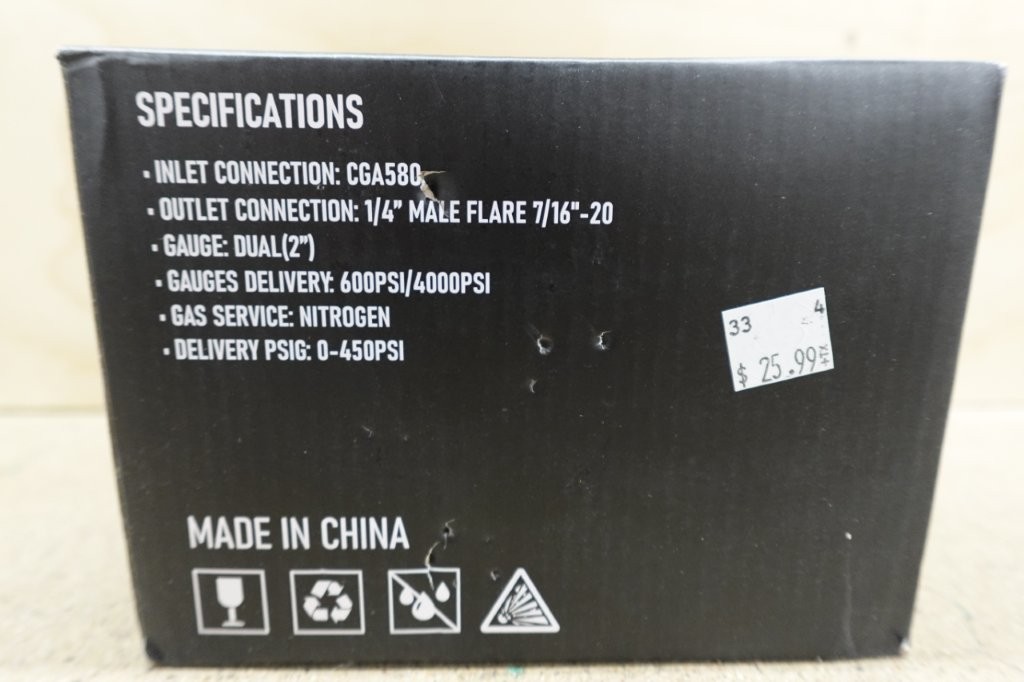 SPECIFICATIONS
· INLET CONNECTION: CGA580
· OUTLET CONNECTION: 1/4” MALE FLARE 7/16"-20
· GAUGE: DUAL(2”)
· GAUGES DELIVERY: 600PSI/4000PSI
· GAS SERVICE: NITROGEN
· DELIVERY PSIG: 0-450PSI
33 4
$ 25.99
MADE IN CHINA